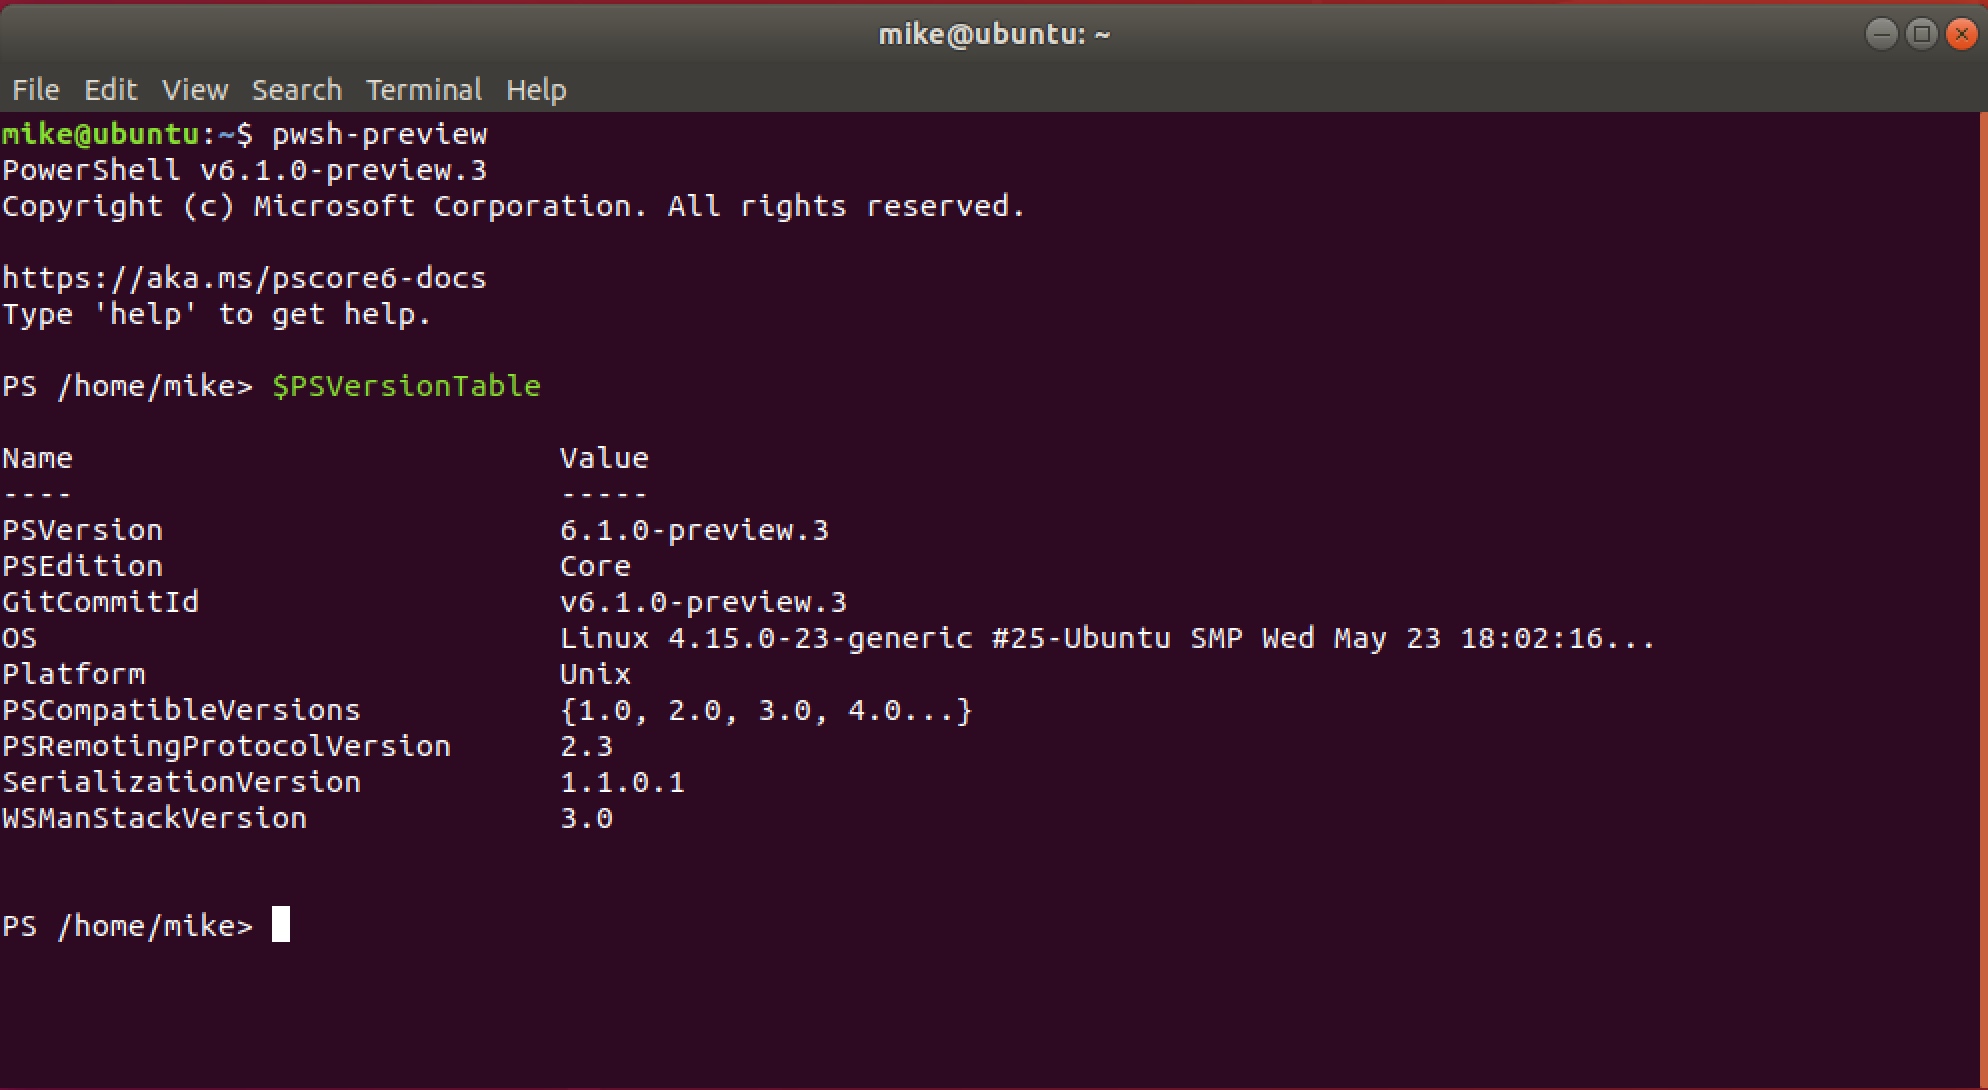 mike@ubuntu: ~
File Edit View Search Terminal Help
mike@ubuntu:~$ pwsh-preview
PowerShell v6.1.0-preview.3
Copyright (c) Microsoft Corporation. All rights reserved.
https://aka.ms/pscore6-docs
Type 'help' to get help.
PS /home/mike> $PSVersionTable
Name Value
---- -----
PSVersion 6.1.0-preview.3
PSEdition Core
GitCommitId v6.1.0-preview.3
OS Linux 4.15.0-23-generic #25-Ubuntu SMP Wed May 23 18:02:16...
Platform Unix
PSCompatibleVersions {1.0, 2.0, 3.0, 4.0...}
PSRemotingProtocolVersion 2.3
SerializationVersion 1.1.0.1
WSManStackVersion 3.0
PS /home/mike>